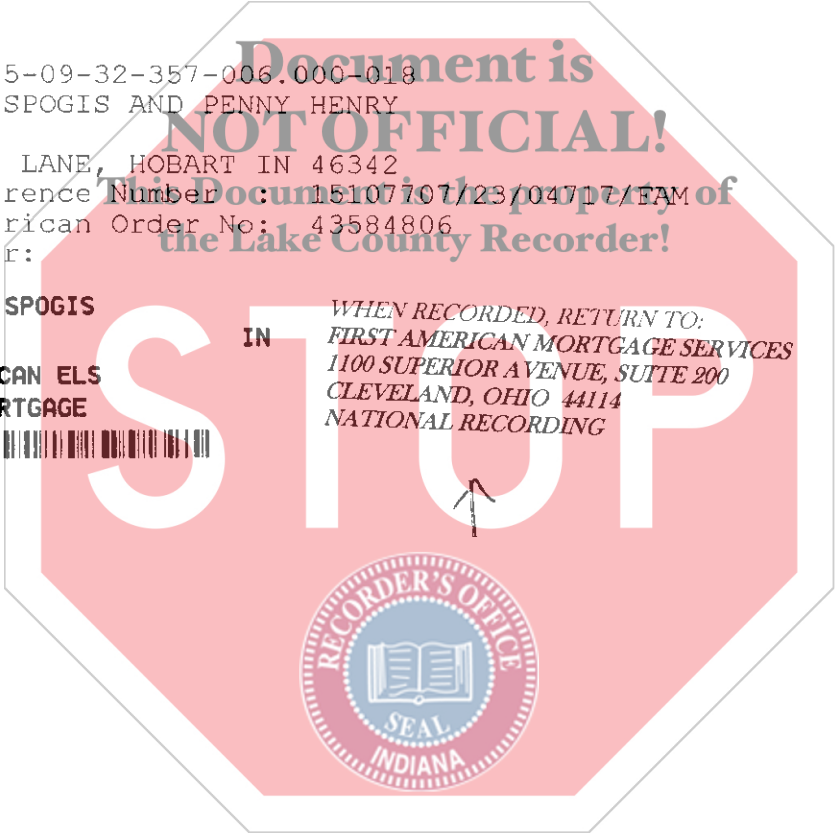 Document is
5-09-32-357-006.000-018
SPOGIS AND PENNY HENRY
NOT OFFICIAL!
LANE, HOBART IN 46342
rence Number : 15107707/23/04717/FAM
This Document is the property of
rican Order No: 43584806
the Lake County Recorder!
r:
SPOGIS
IN
CAN ELS
RTGAGE
WHEN RECORDED, RETURN TO:
FIRST AMERICAN MORTGAGE SERVICES
1100 SUPERIOR AVENUE, SUITE 200
CLEVELAND, OHIO 44114
NATIONAL RECORDING
STOP
RECORDER'S OFFICE
SEAL
INDIANA